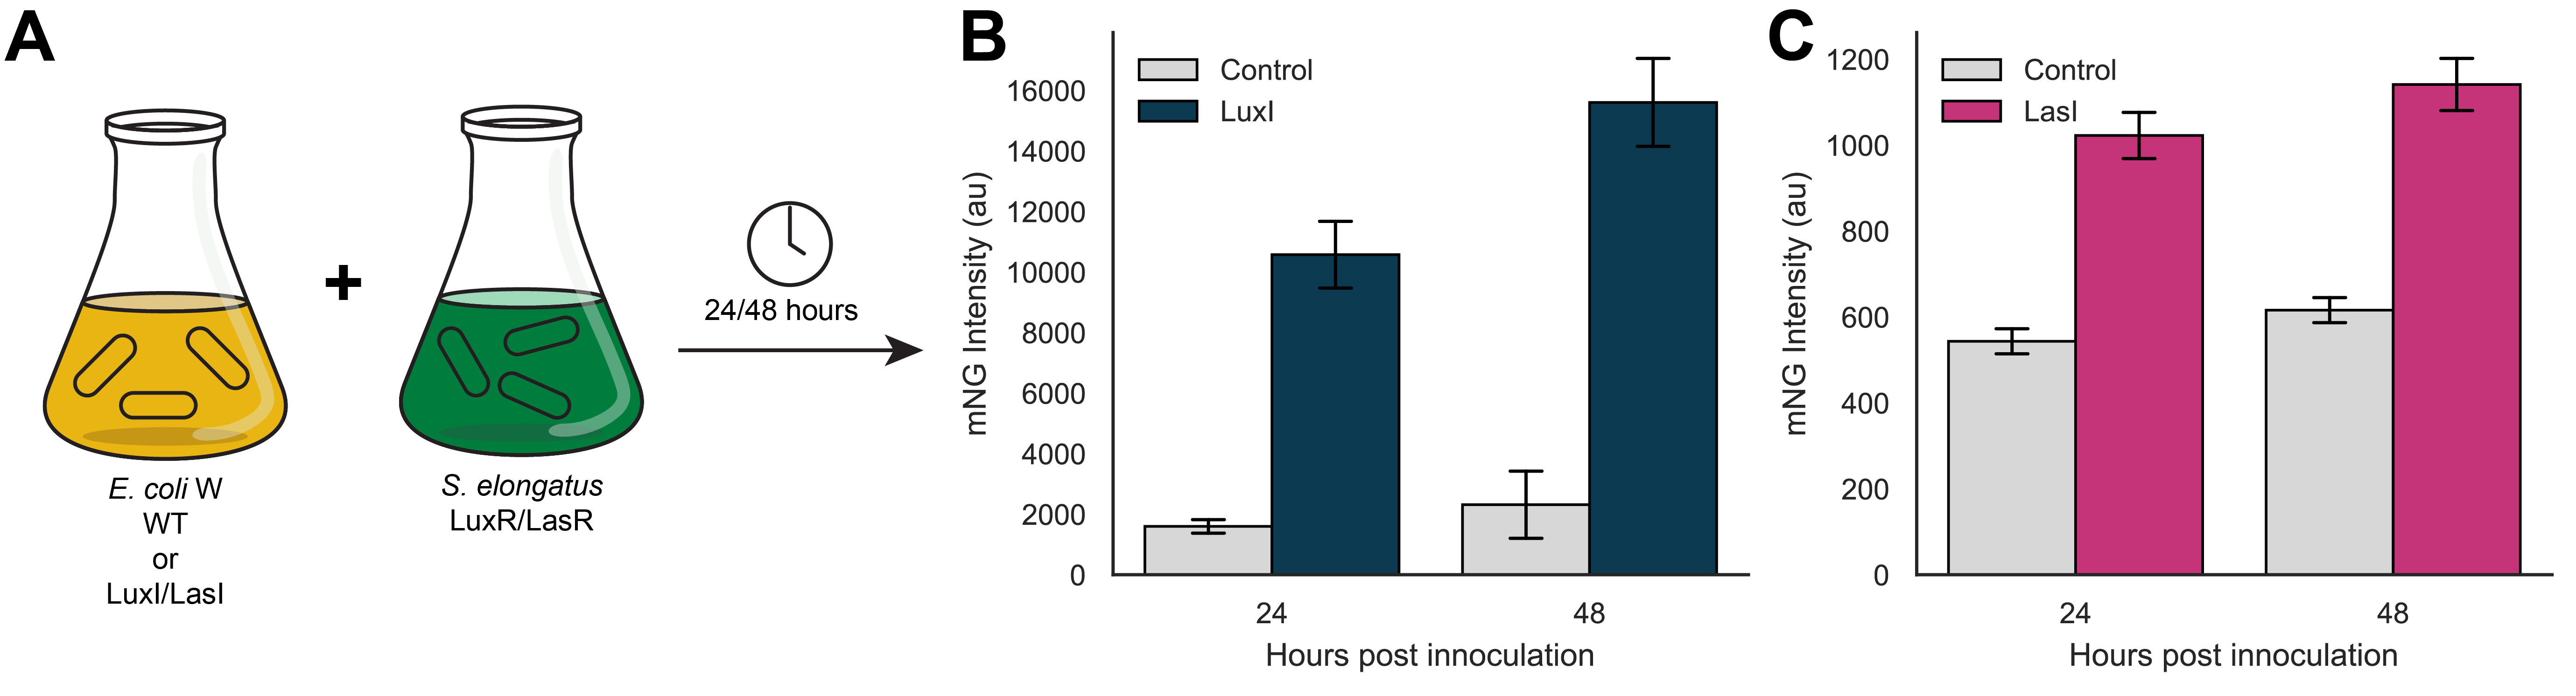 A
E. coli W
WT
or
LuxI/LasI
+
S. elongatus
LuxR/LasR
24/48 hours
B
Control
LuxI
16000
14000
12000
10000
8000
6000
4000
2000
0
mNG Intensity (au)
24
48
Hours post innoculation
C
Control
LasI
1200
1000
800
600
400
200
0
mNG Intensity (au)
24
48
Hours post innoculation